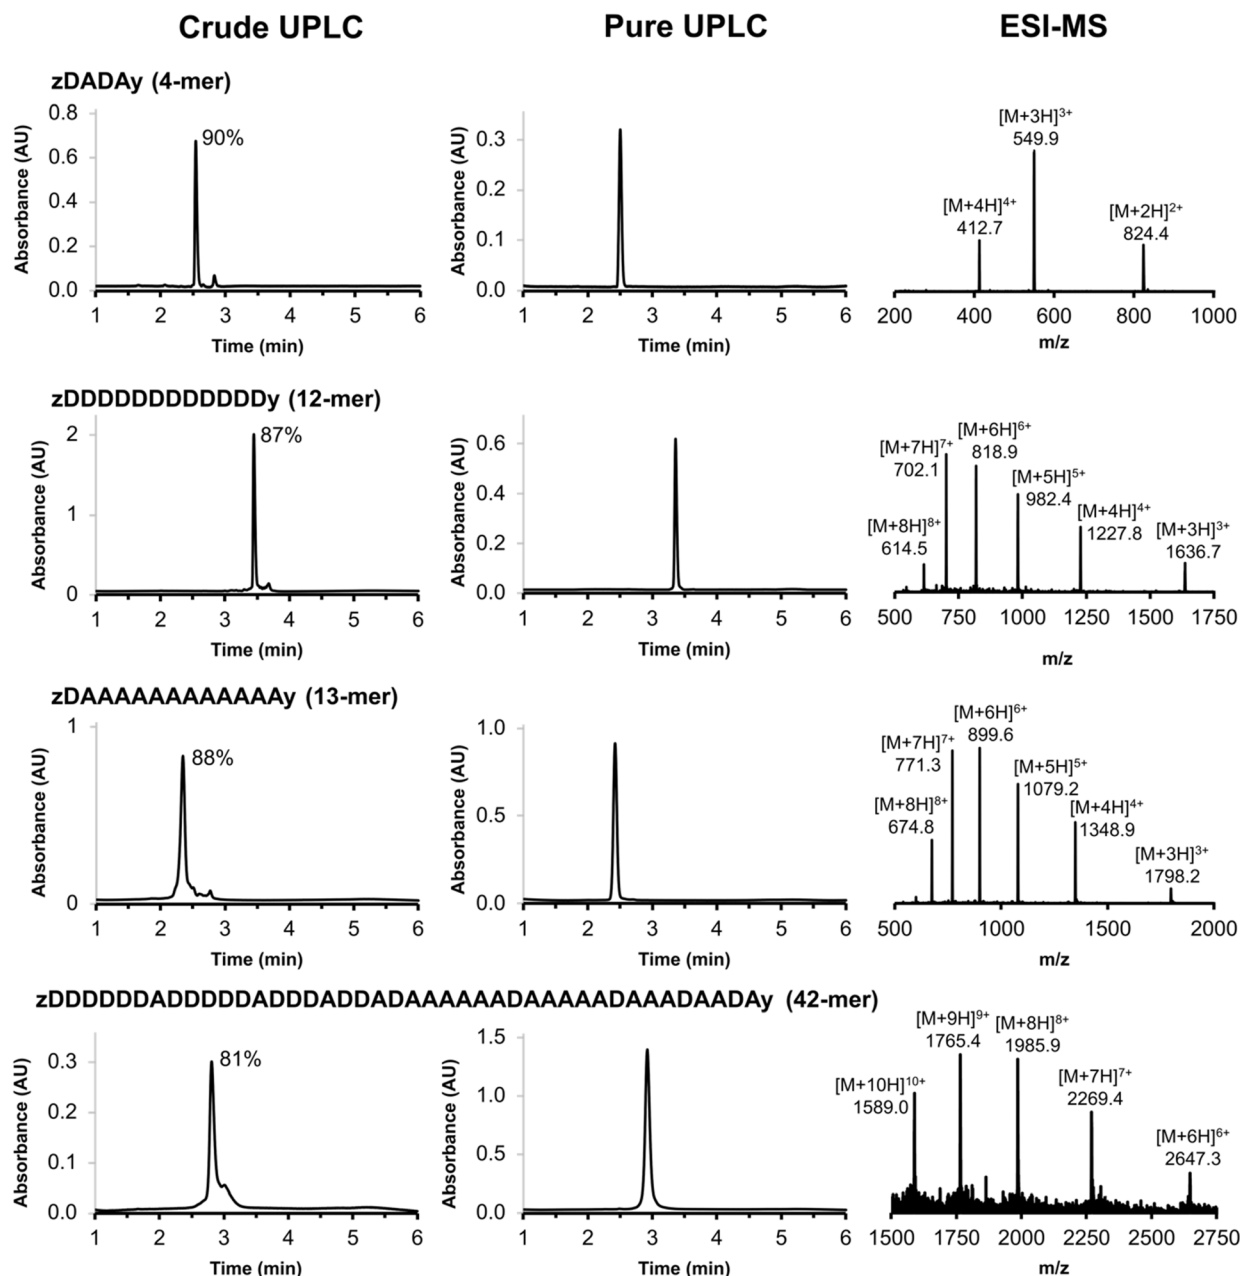 Crude UPLC Pure UPLC ESI-MS
zDADAy (4-mer)
Absorbance (AU)
0.8
0.6
0.4
0.2
0.0
90%
1 2 3 4 5 6
Time (min)
Absorbance (AU)
0.3
0.2
0.1
0.0
1 2 3 4 5 6
Time (min)
[M+3H]³⁺
549.9
[M+4H]⁴⁺
412.7
[M+2H]²⁺
824.4
200 400 600 800 1000
m/z
zDDDDDDDDDDDDy (12-mer)
Absorbance (AU)
2
1
0
87%
1 2 3 4 5 6
Time (min)
Absorbance (AU)
0.6
0.4
0.2
0.0
1 2 3 4 5 6
Time (min)
[M+8H]⁸⁺
614.5
[M+7H]⁷⁺
702.1
[M+6H]⁶⁺
818.9
[M+5H]⁵⁺
982.4
[M+4H]⁴⁺
1227.8
[M+3H]³⁺
1636.7
500 750 1000 1250 1500 1750
m/z
zDAAAAAAAAAAAAy (13-mer)
Absorbance (AU)
1
0
88%
1 2 3 4 5 6
Time (min)
Absorbance (AU)
1.0
0.5
0.0
1 2 3 4 5 6
Time (min)
[M+8H]⁸⁺
674.8
[M+7H]⁷⁺
771.3
[M+6H]⁶⁺
899.6
[M+5H]⁵⁺
1079.2
[M+4H]⁴⁺
1348.9
[M+3H]³⁺
1798.2
500 1000 1500 2000
m/z
zDDDDDDADDDDDADDDADDADAAAAAADAAAAADAAADAADAy (42-mer)
Absorbance (AU)
0.3
0.2
0.1
0.0
81%
1 2 3 4 5 6
Time (min)
Absorbance (AU)
1.5
1.0
0.5
0.0
1 2 3 4 5 6
Time (min)
[M+10H]¹⁰⁺
1589.0
[M+9H]⁹⁺
1765.4
[M+8H]⁸⁺
1985.9
[M+7H]⁷⁺
2269.4
[M+6H]⁶⁺
2647.3
1500 1750 2000 2250 2500 2750
m/z